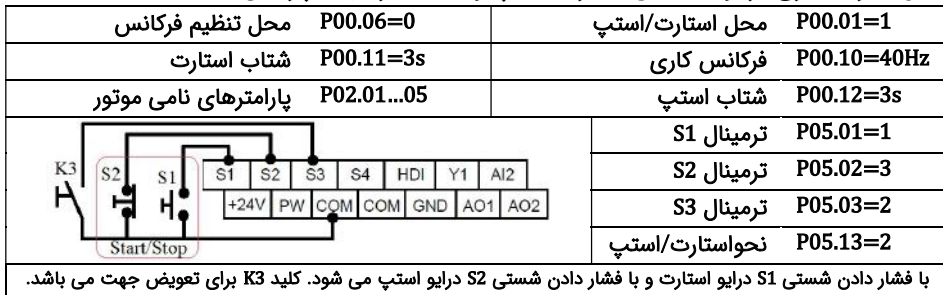 P00.01=1 محل استارت/استپ P00.06=0 محل تنظیم فرکانس
P00.10=40Hz فرکانس کاری P00.11=3s شتاب استارت
P00.12=3s شتاب استپ P02.01...05 پارامترهای نامی موتور
P05.01=1 ترمینال S1
P05.02=3 ترمینال S2
P05.03=2 ترمینال S3
P05.13=2 نحواستارت/استپ
K3 S2 S1
S1 S2 S3 S4 HDI Y1 AI2
+24V PW COM COM GND AO1 AO2
Start/Stop
با فشار دادن شستی S1 درایو استارت و با فشار دادن شستی S2 درایو استپ می شود. کلید K3 برای تعویض جهت می باشد.